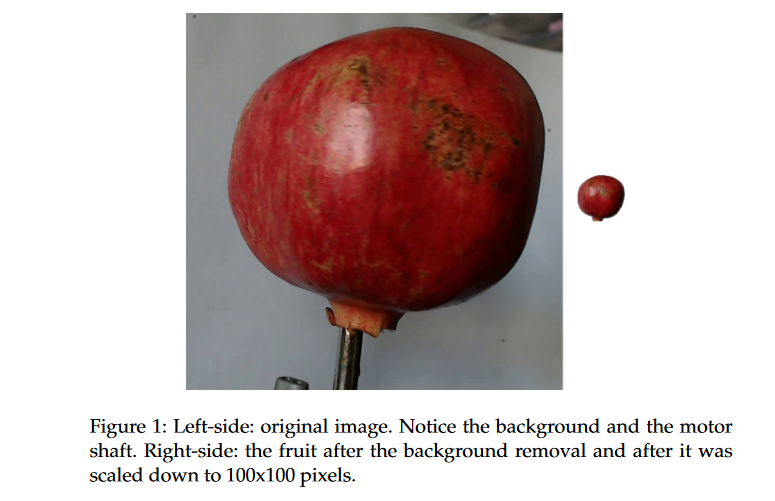 Figure 1: Left-side: original image. Notice the background and the motor
shaft. Right-side: the fruit after the background removal and after it was
scaled down to 100x100 pixels.